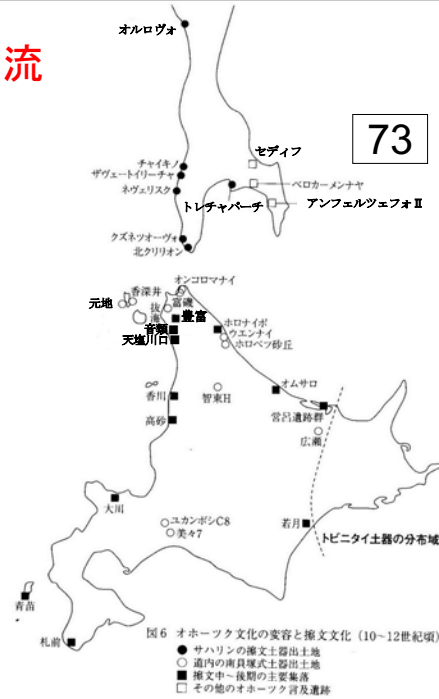 流
オルロヴォ
73
セディフ
チャイキノ
ザヴェートイリーチャ
ネヴェリスク
ベロカーメンナヤ
トレチャパーチ
アンフェルツェフォⅡ
クズネツオーヴォ
北クリリオン
オンコロマナイ
香深井
元地
富磯
抜海
豊富
音類
天塩川口
ホロナイポ
ウエンナイ
ホロベツ砂丘
智東H
オムサロ
香川
高砂
常呂遺跡群
広瀬
大川
ユカンボシC8
美々7
若月
トビニタイ土器の分布域
青苗
札前
図6 オホーツク文化の変容と擦文文化(10~12世紀頃)
● サハリンの擦文土器出土地
○ 道内の南貝塚式土器出土地
■ 擦文中~後期の主要集落
□ その他のオホーツク宮及遺跡